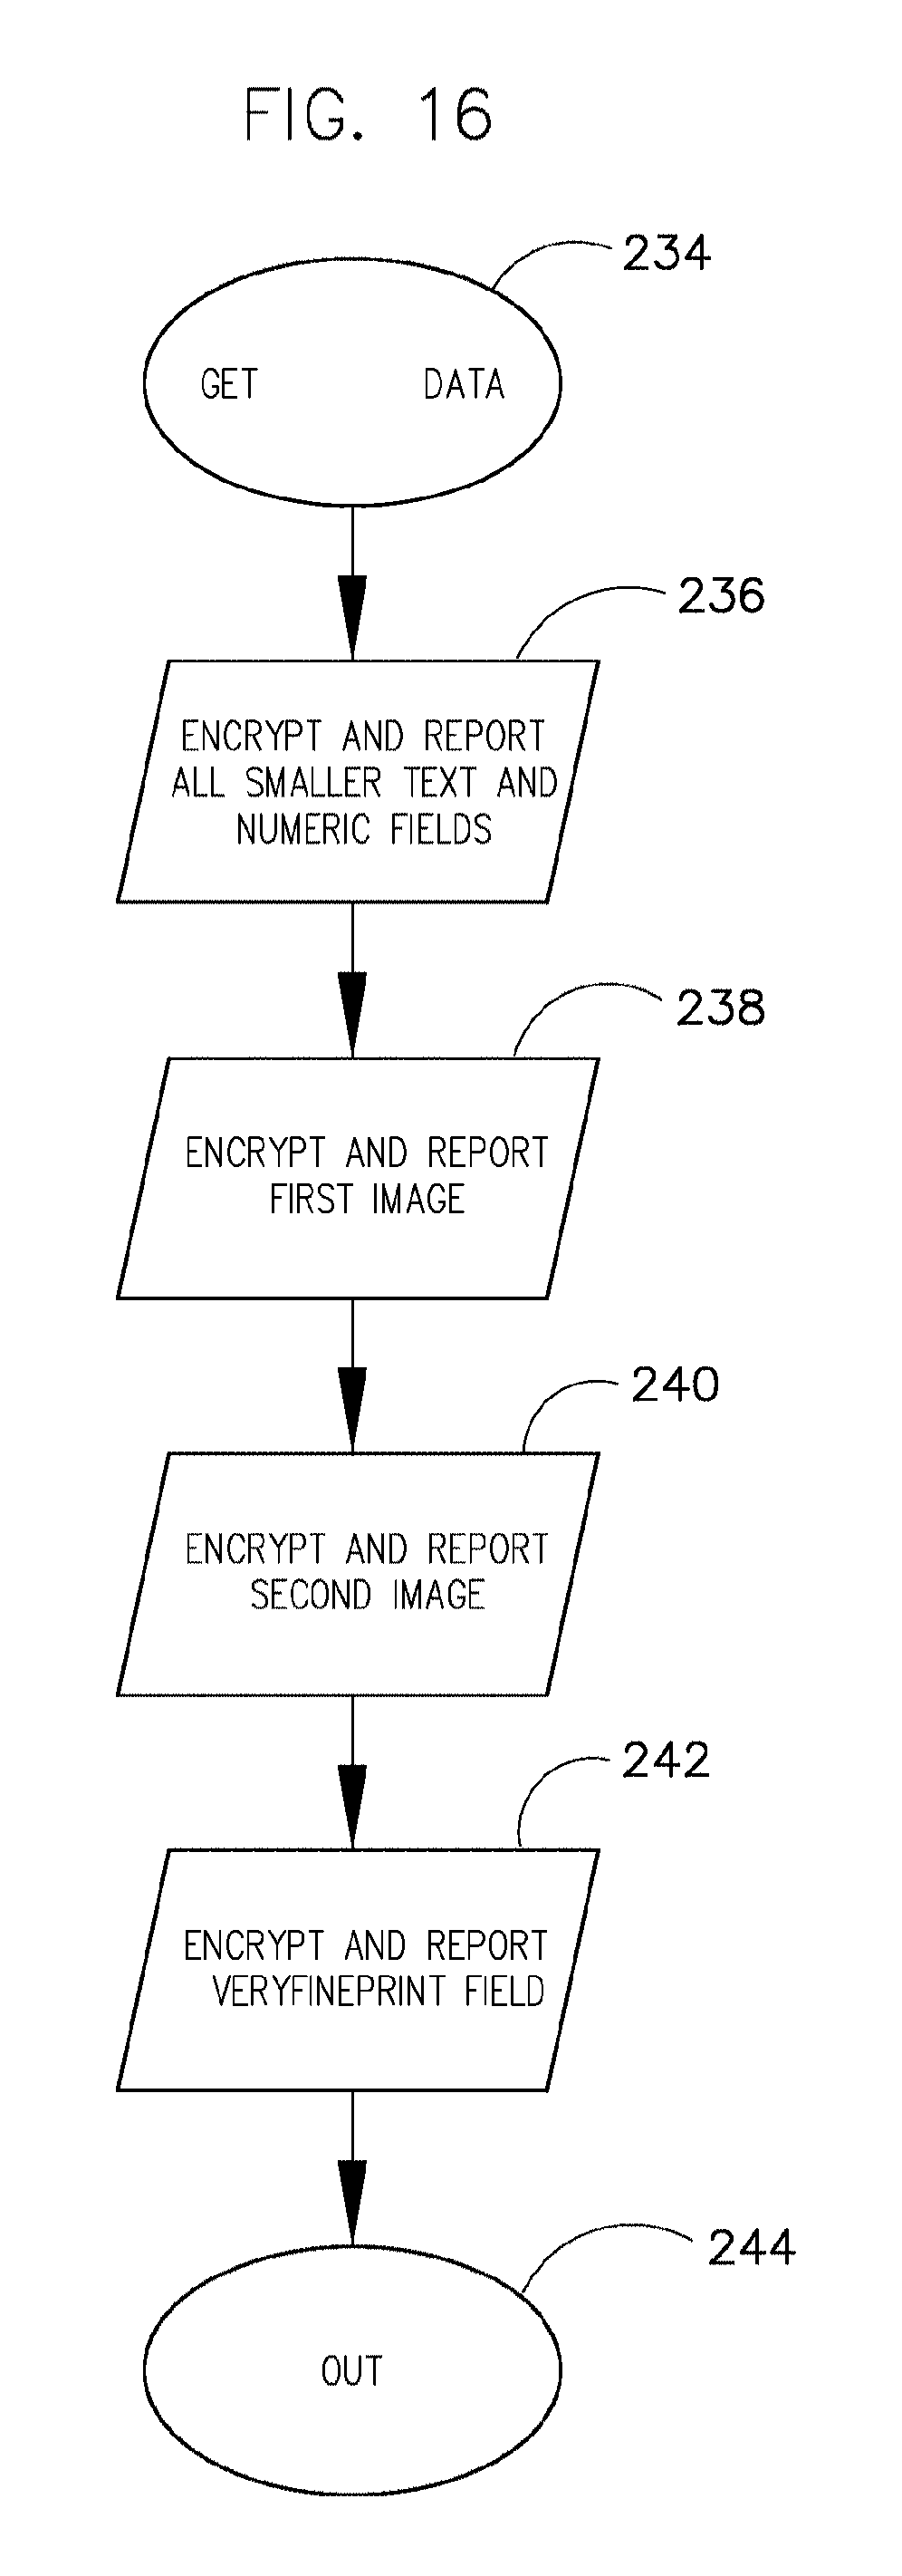 FIG. 16
234
GET DATA
236
ENCRYPT AND REPORT
ALL SMALLER TEXT AND
NUMERIC FIELDS
238
ENCRYPT AND REPORT
FIRST IMAGE
240
ENCRYPT AND REPORT
SECOND IMAGE
242
ENCRYPT AND REPORT
VERYFINEPRINT FIELD
244
OUT